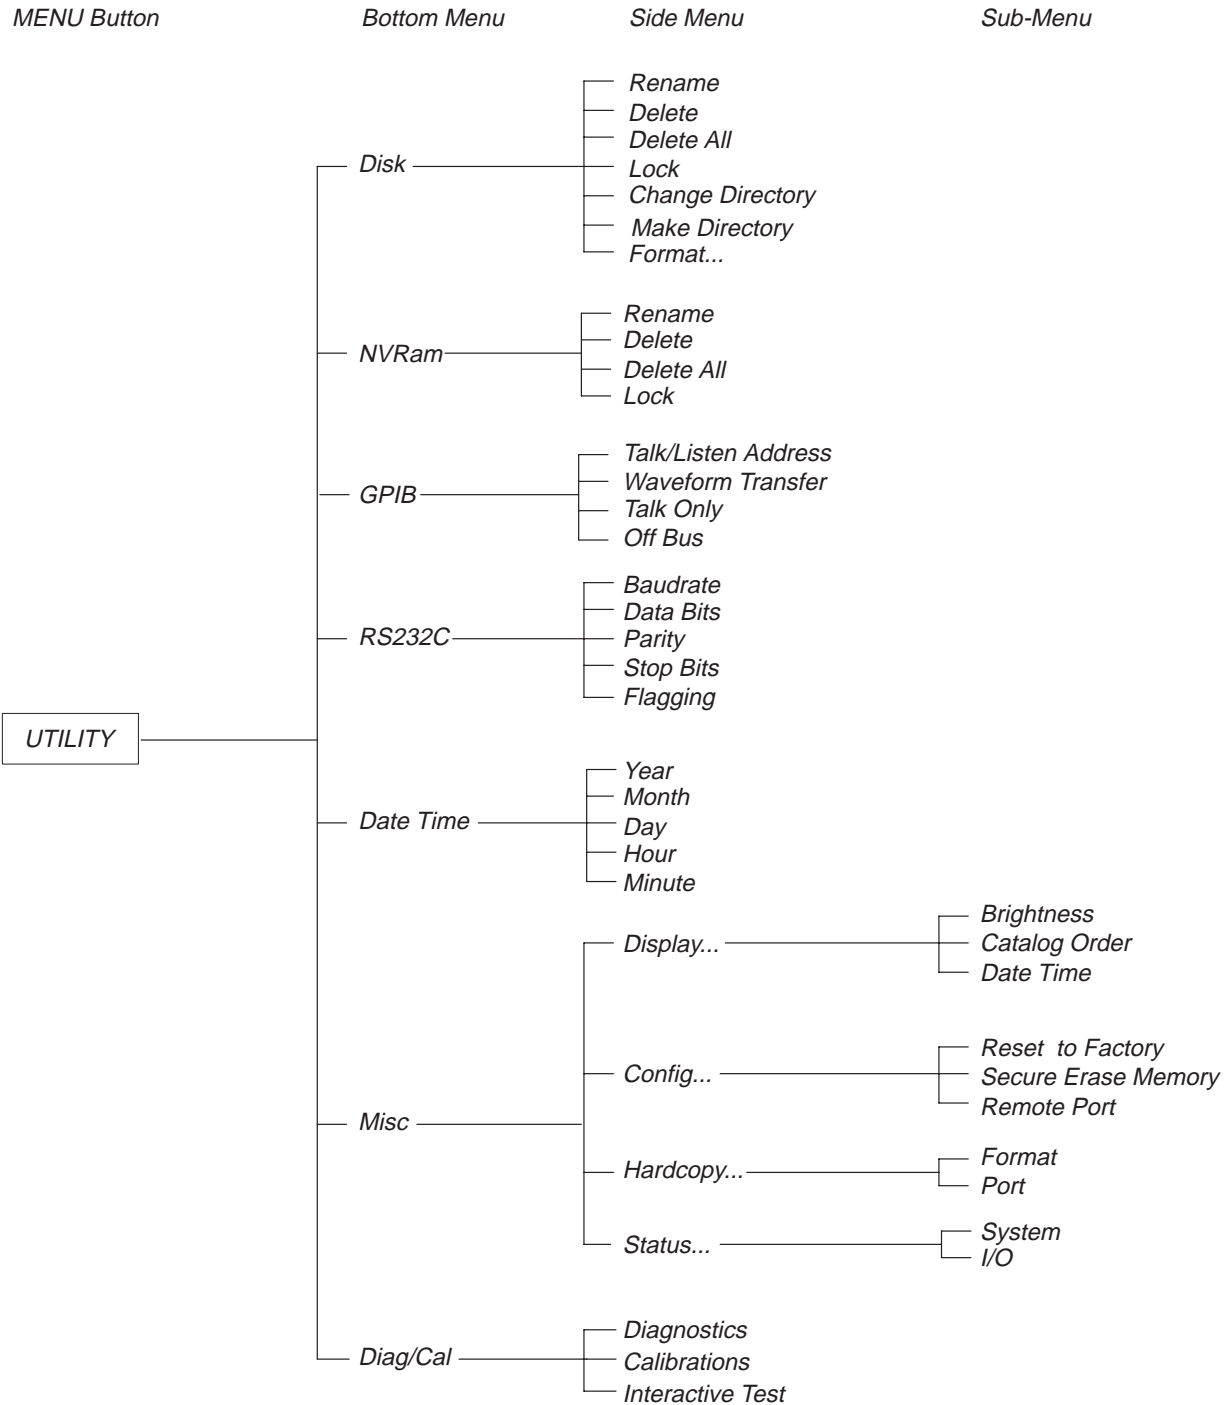 MENU Button
Bottom Menu
Side Menu
Sub-Menu
Rename
Delete
Delete All
Disk
Lock
Change Directory
Make Directory
Format...
Rename
Delete
NVRam
Delete All
Lock
Talk/Listen Address
Waveform Transfer
GPIB
Talk Only
Off Bus
Baudrate
Data Bits
RS232C
Parity
Stop Bits
Flagging
UTILITY
Year
Month
Date Time
Day
Hour
Minute
Display...
Brightness
Catalog Order
Date Time
Config...
Reset to Factory
Secure Erase Memory
Remote Port
Misc
Hardcopy...
Format
Port
Status...
System
I/O
Diagnostics
Diag/Cal
Calibrations
Interactive Test